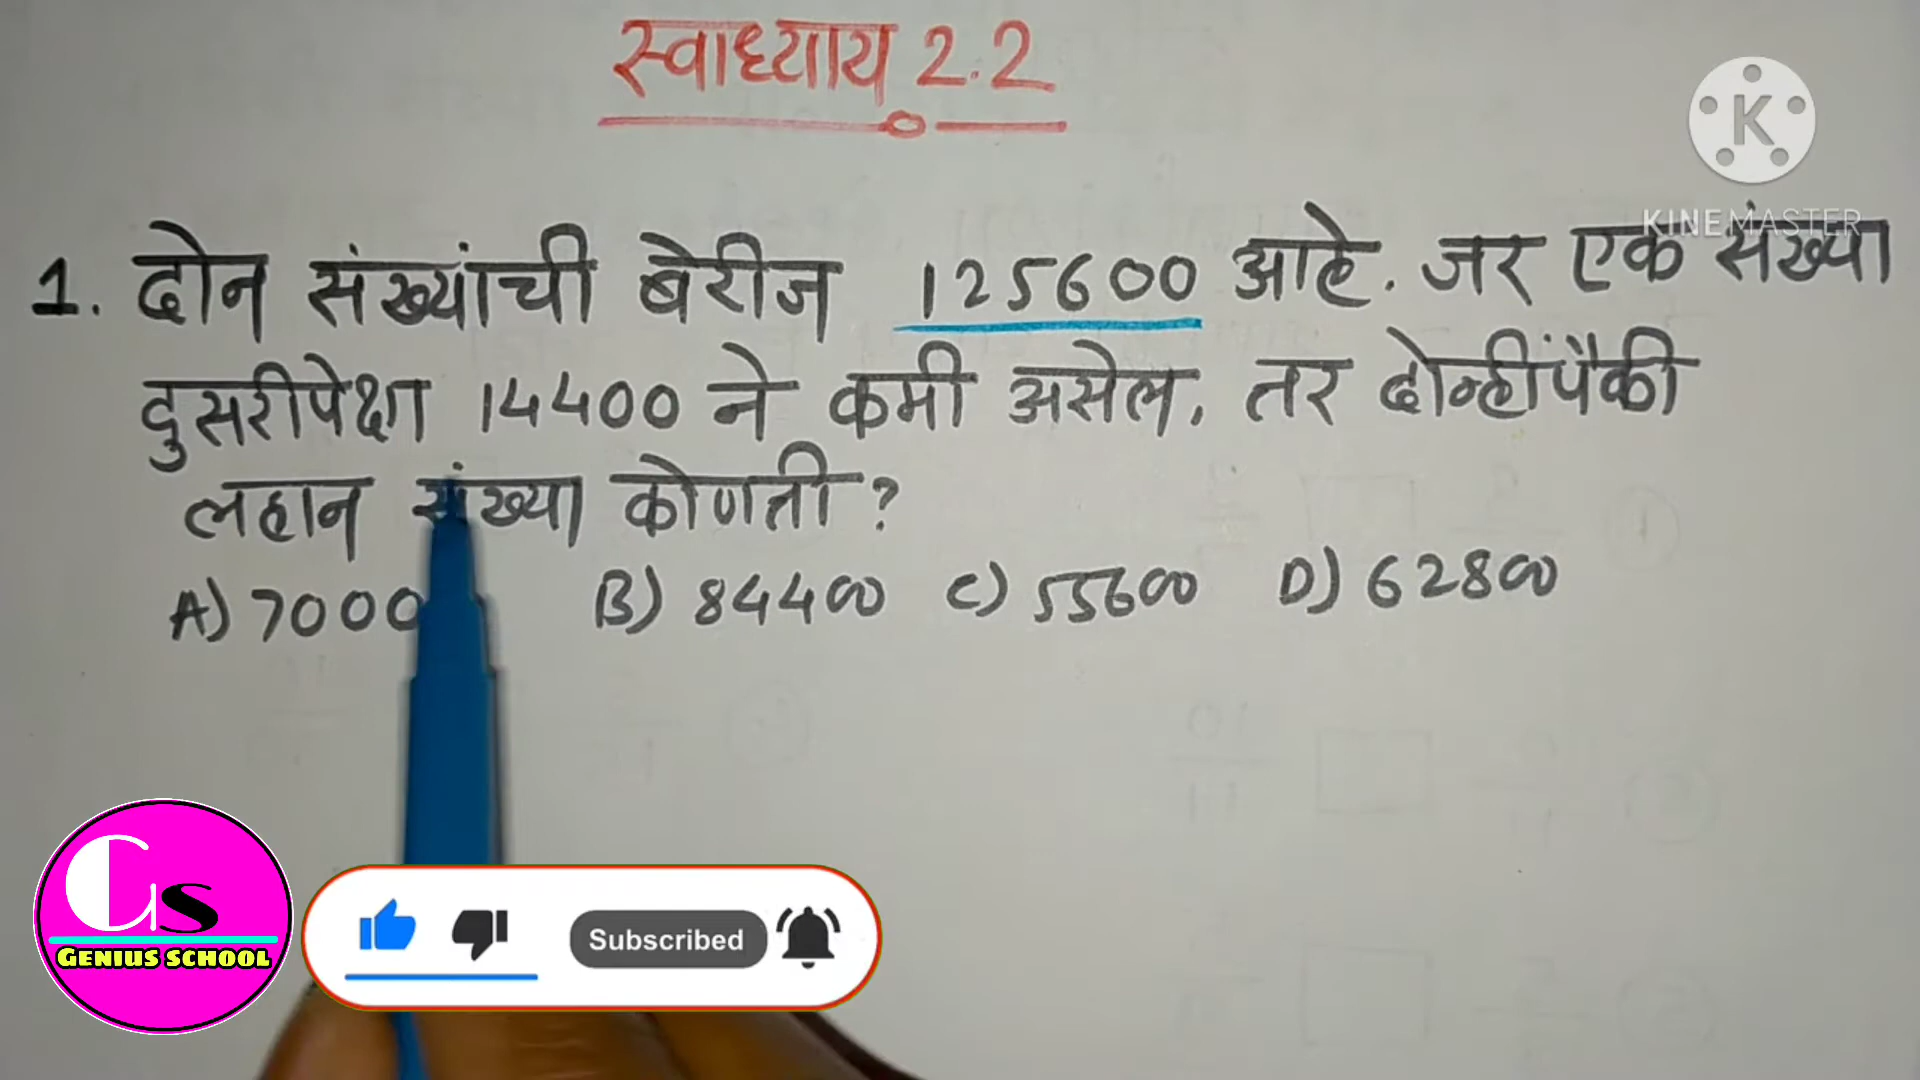 स्वाध्याय 2.2
K
KINEMASTER
1. दोन संख्यांची बेरीज 125600 आहे. जर एक संख्या
दुसरीपेक्षा 14400 ने कमी असेल, तर दोन्हींपैकी
लहान संख्या कोणती?
A) 7000 B) 84400 C) 55600 D) 62800
Gs
GENIUS SCHOOL
Subscribed